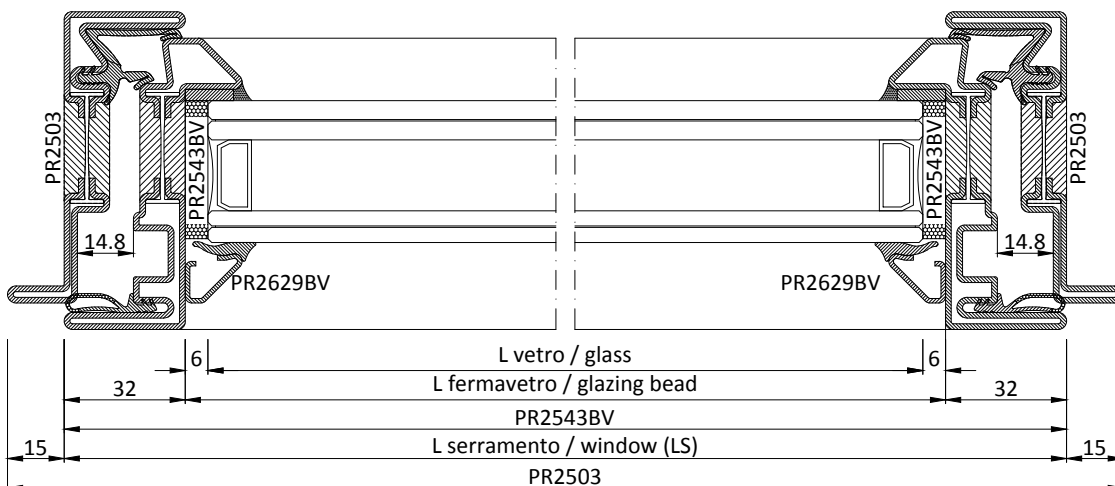 PR2503
PR2543BV
PR2543BV
PR2503
14.8
14.8
PR2629BV
PR2629BV
6
L vetro / glass
6
32
L fermavetro / glazing bead
32
PR2543BV
15
L serramento / window (LS)
15
PR2503